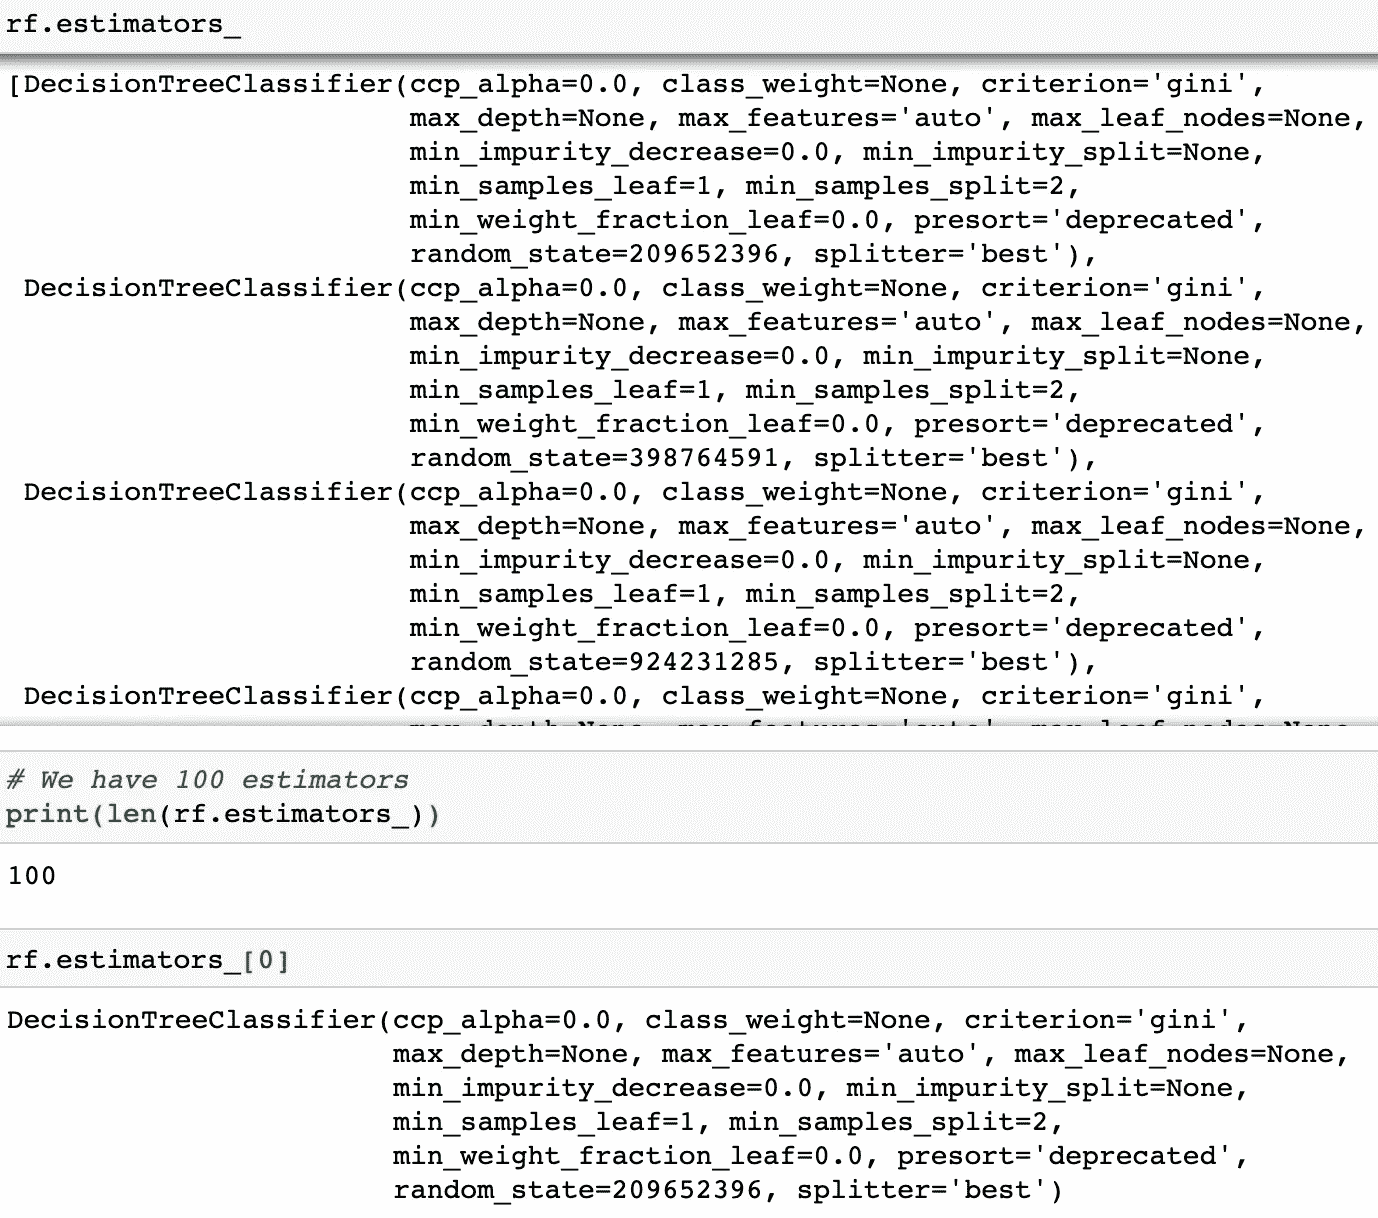 rf.estimators_
[DecisionTreeClassifier(ccp_alpha=0.0, class_weight=None, criterion='gini',
max_depth=None, max_features='auto', max_leaf_nodes=None,
min_impurity_decrease=0.0, min_impurity_split=None,
min_samples_leaf=1, min_samples_split=2,
min_weight_fraction_leaf=0.0, presort='deprecated',
random_state=209652396, splitter='best'),
DecisionTreeClassifier(ccp_alpha=0.0, class_weight=None, criterion='gini',
max_depth=None, max_features='auto', max_leaf_nodes=None,
min_impurity_decrease=0.0, min_impurity_split=None,
min_samples_leaf=1, min_samples_split=2,
min_weight_fraction_leaf=0.0, presort='deprecated',
random_state=398764591, splitter='best'),
DecisionTreeClassifier(ccp_alpha=0.0, class_weight=None, criterion='gini',
max_depth=None, max_features='auto', max_leaf_nodes=None,
min_impurity_decrease=0.0, min_impurity_split=None,
min_samples_leaf=1, min_samples_split=2,
min_weight_fraction_leaf=0.0, presort='deprecated',
random_state=924231285, splitter='best'),
DecisionTreeClassifier(ccp_alpha=0.0, class_weight=None, criterion='gini',
# We have 100 estimators
print(len(rf.estimators_))
100
rf.estimators_[0]
DecisionTreeClassifier(ccp_alpha=0.0, class_weight=None, criterion='gini',
max_depth=None, max_features='auto', max_leaf_nodes=None,
min_impurity_decrease=0.0, min_impurity_split=None,
min_samples_leaf=1, min_samples_split=2,
min_weight_fraction_leaf=0.0, presort='deprecated',
random_state=209652396, splitter='best')